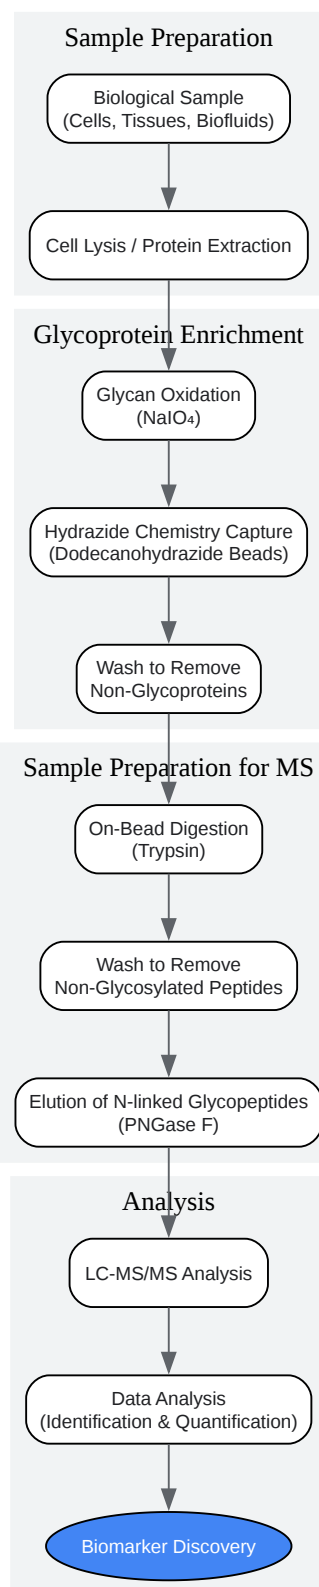 Sample Preparation
Biological Sample
(Cells, Tissues, Biofluids)
Cell Lysis / Protein Extraction
Glycoprotein Enrichment
Glycan Oxidation
(NaIO₄)
Hydrazide Chemistry Capture
(Dodecanohydrazide Beads)
Wash to Remove
Non-Glycoproteins
Sample Preparation for MS
On-Bead Digestion
(Trypsin)
Wash to Remove
Non-Glycosylated Peptides
Elution of N-linked Glycopeptides
(PNGase F)
Analysis
LC-MS/MS Analysis
Data Analysis
(Identification & Quantification)
Biomarker Discovery